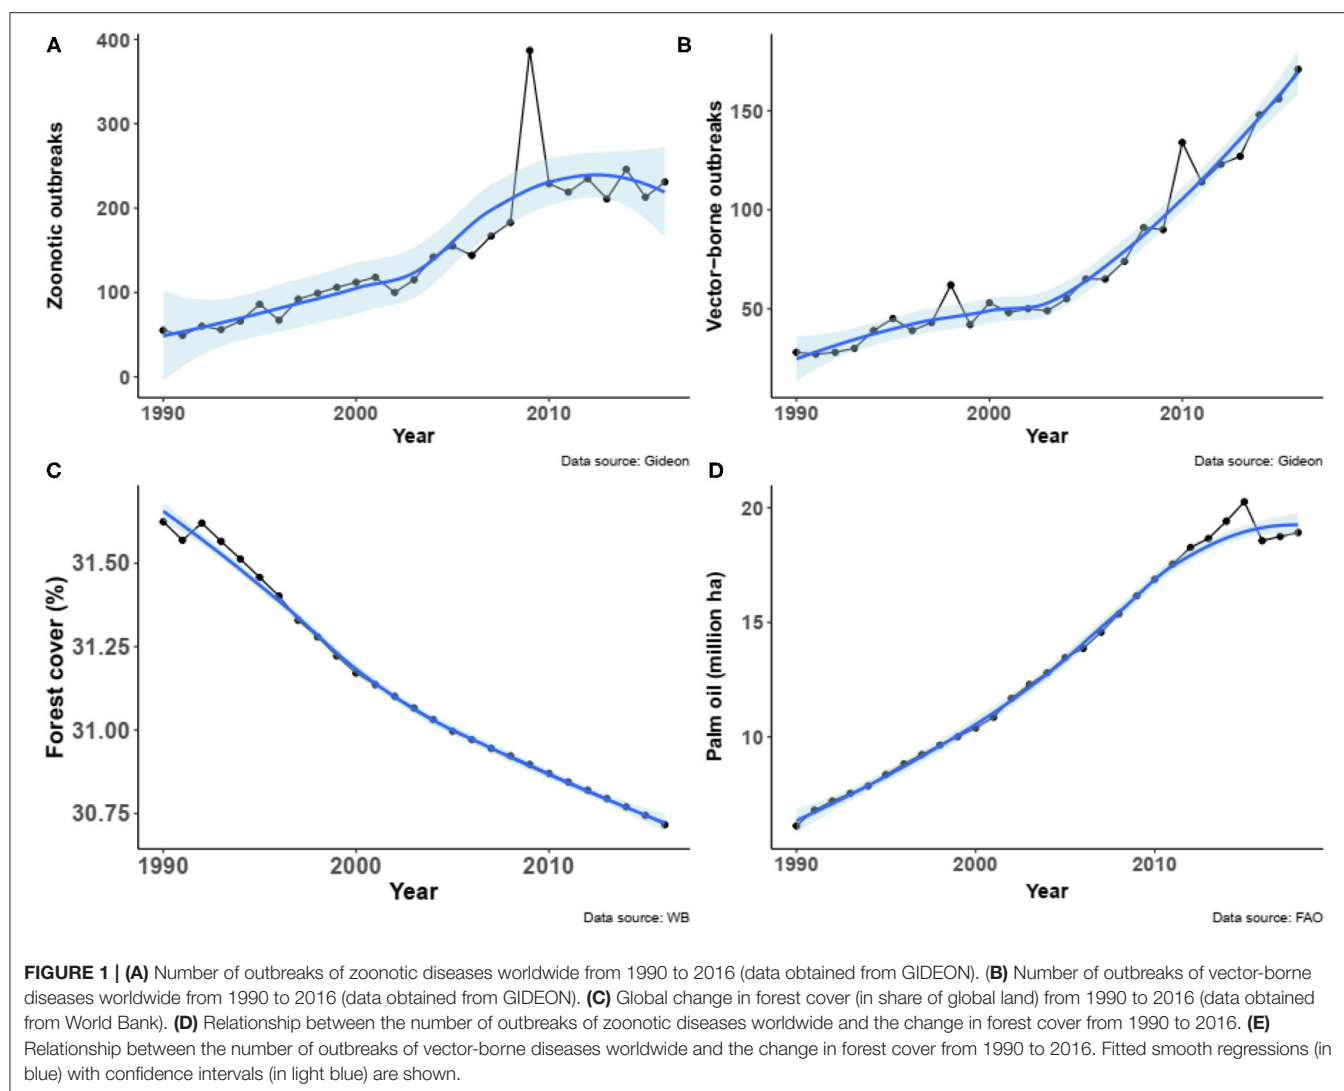 A
400
300
200
100
0
Zoonotic outbreaks
1990 2000 2010
Year
Data source: Gideon
B
150
100
50
Vector−borne outbreaks
1990 2000 2010
Year
Data source: Gideon
C
31.50
31.25
31.00
30.75
Forest cover (%)
1990 2000 2010
Year
Data source: WB
D
20
15
10
Palm oil (million ha)
1990 2000 2010
Year
Data source: FAO
FIGURE 1 | (A) Number of outbreaks of zoonotic diseases worldwide from 1990 to 2016 (data obtained from GIDEON). (B) Number of outbreaks of vector-borne
diseases worldwide from 1990 to 2016 (data obtained from GIDEON). (C) Global change in forest cover (in share of global land) from 1990 to 2016 (data obtained
from World Bank). (D) Relationship between the number of outbreaks of zoonotic diseases worldwide and the change in forest cover from 1990 to 2016. (E)
Relationship between the number of outbreaks of vector-borne diseases worldwide and the change in forest cover from 1990 to 2016. Fitted smooth regressions (in
blue) with confidence intervals (in light blue) are shown.